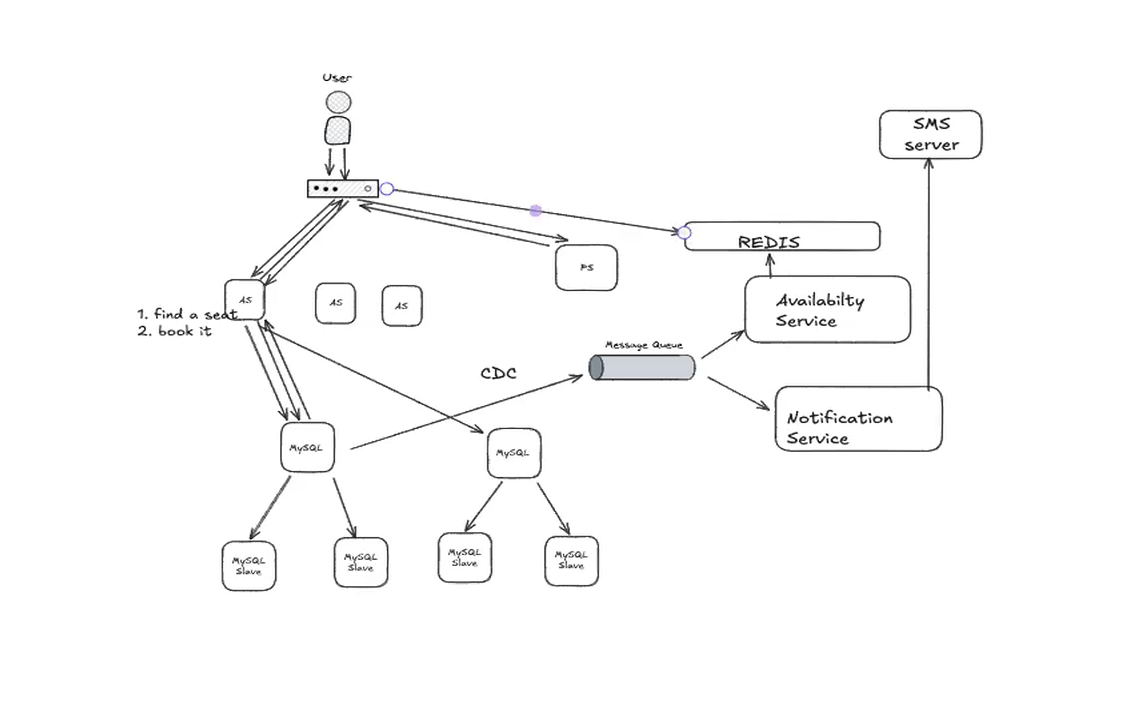 User
SMS
server
REDIS
PS
AS
AS
AS
1. find a seat
2. book it
Availabilty
Service
Message Queue
CDC
Notification
Service
MySQL
MySQL
MySQL
Slave
MySQL
Slave
MySQL
Slave
MySQL
Slave